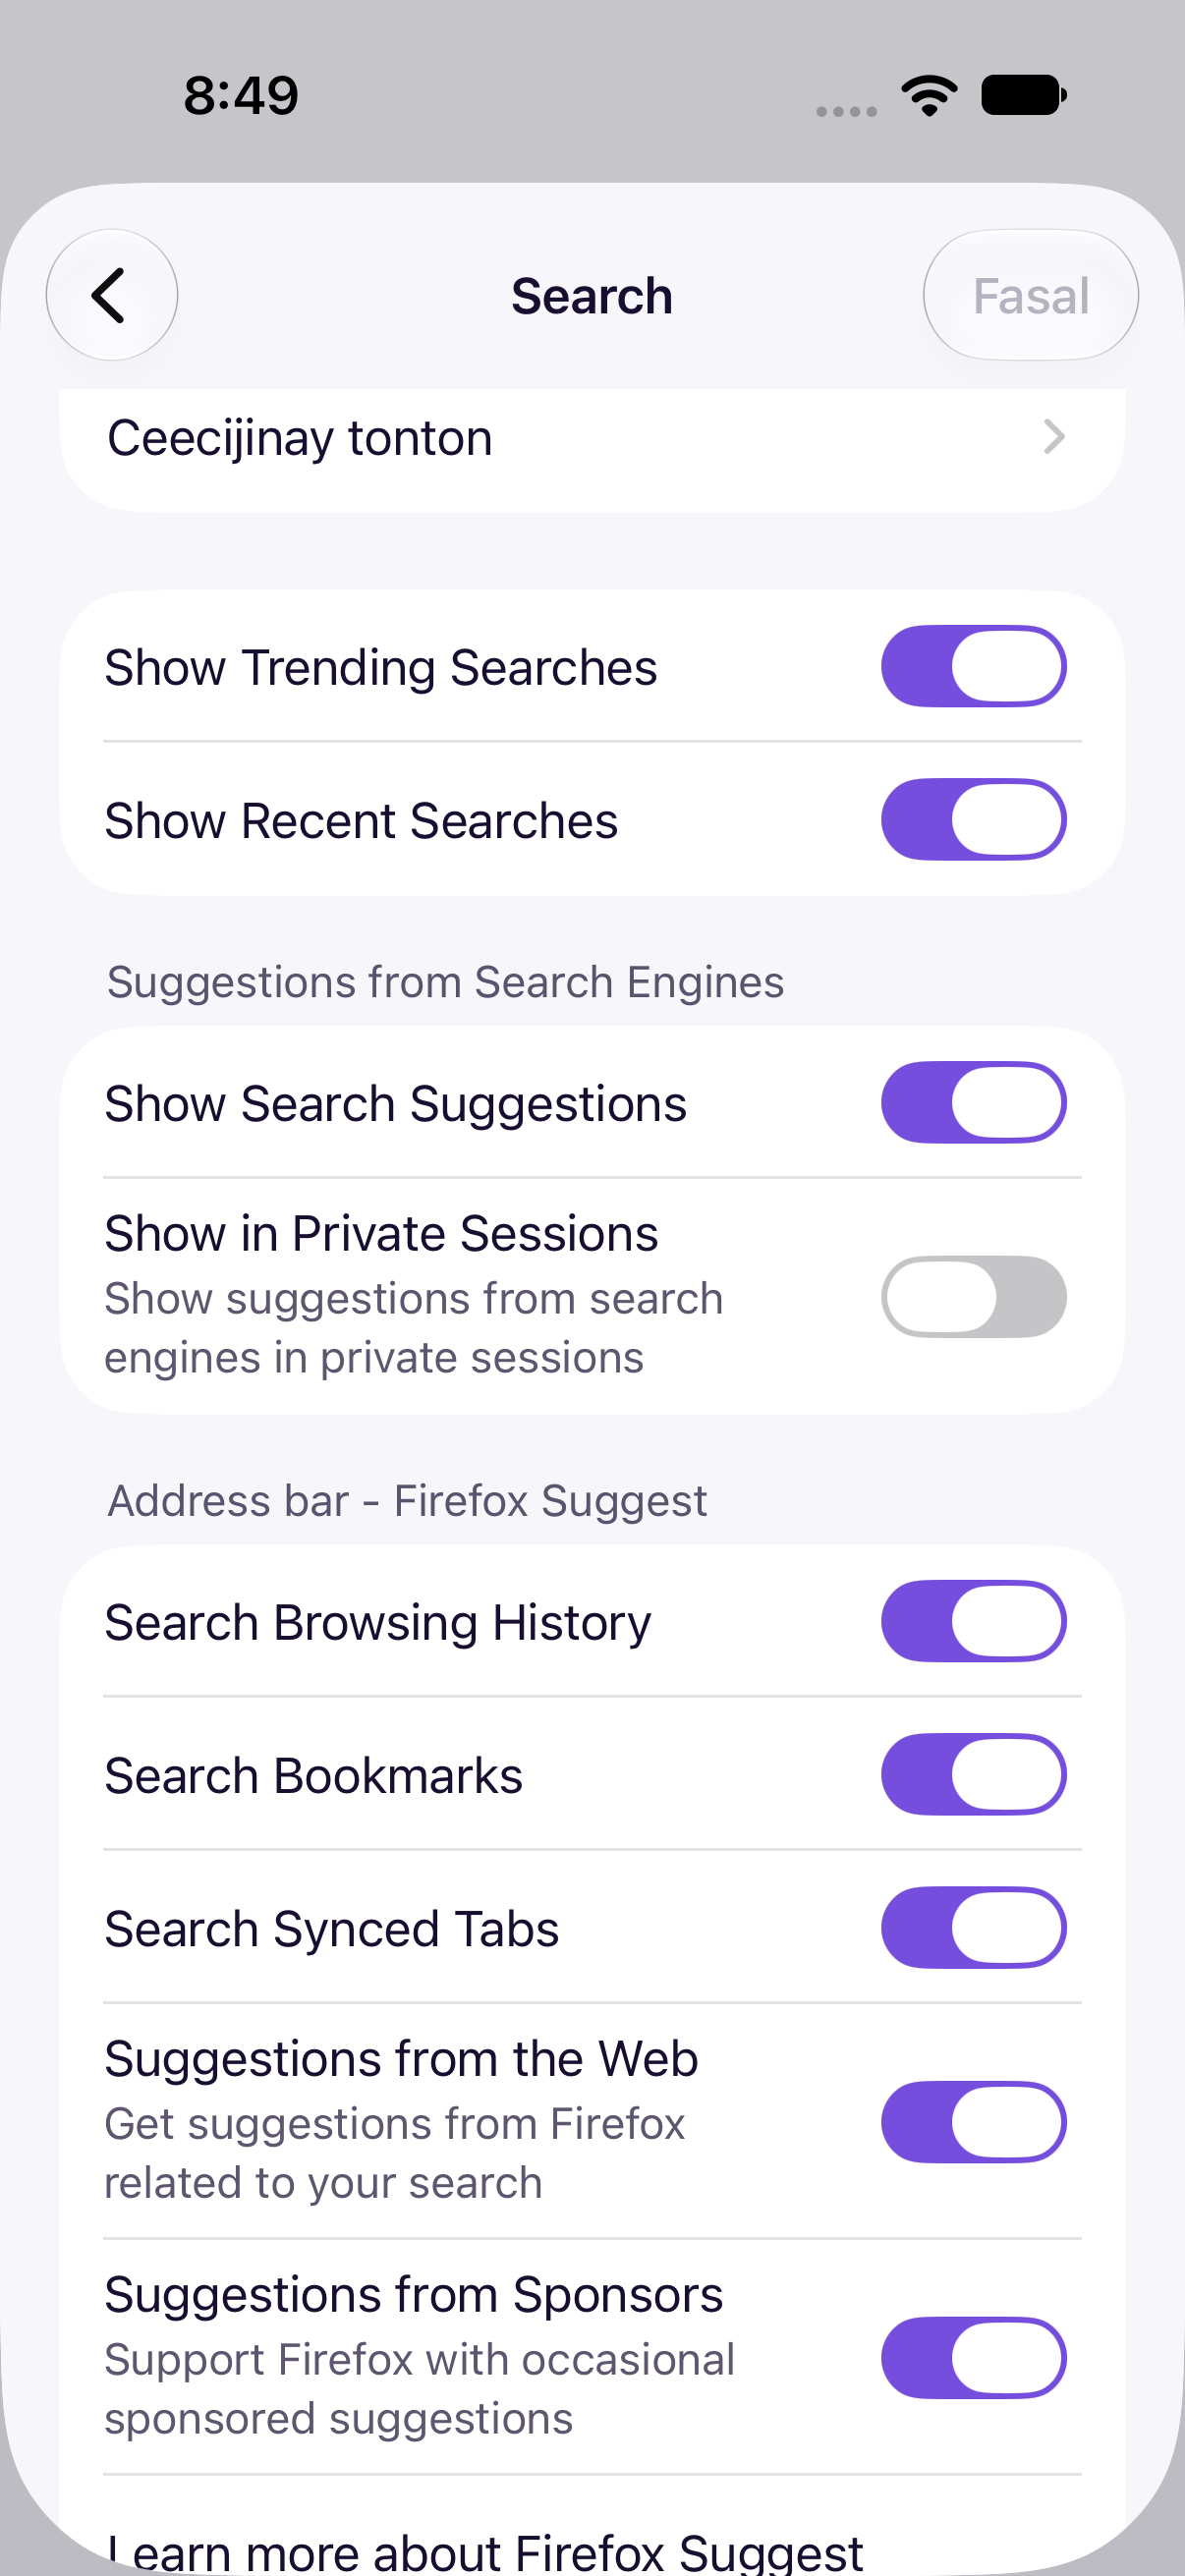 8:49
Search
Fasal
Ceecijinay tonton
Show Trending Searches
Show Recent Searches
Suggestions from Search Engines
Show Search Suggestions
Show in Private Sessions
Show suggestions from search
engines in private sessions
Address bar - Firefox Suggest
Search Browsing History
Search Bookmarks
Search Synced Tabs
Suggestions from the Web
Get suggestions from Firefox
related to your search
Suggestions from Sponsors
Support Firefox with occasional
sponsored suggestions
Learn more about Firefox Suggest